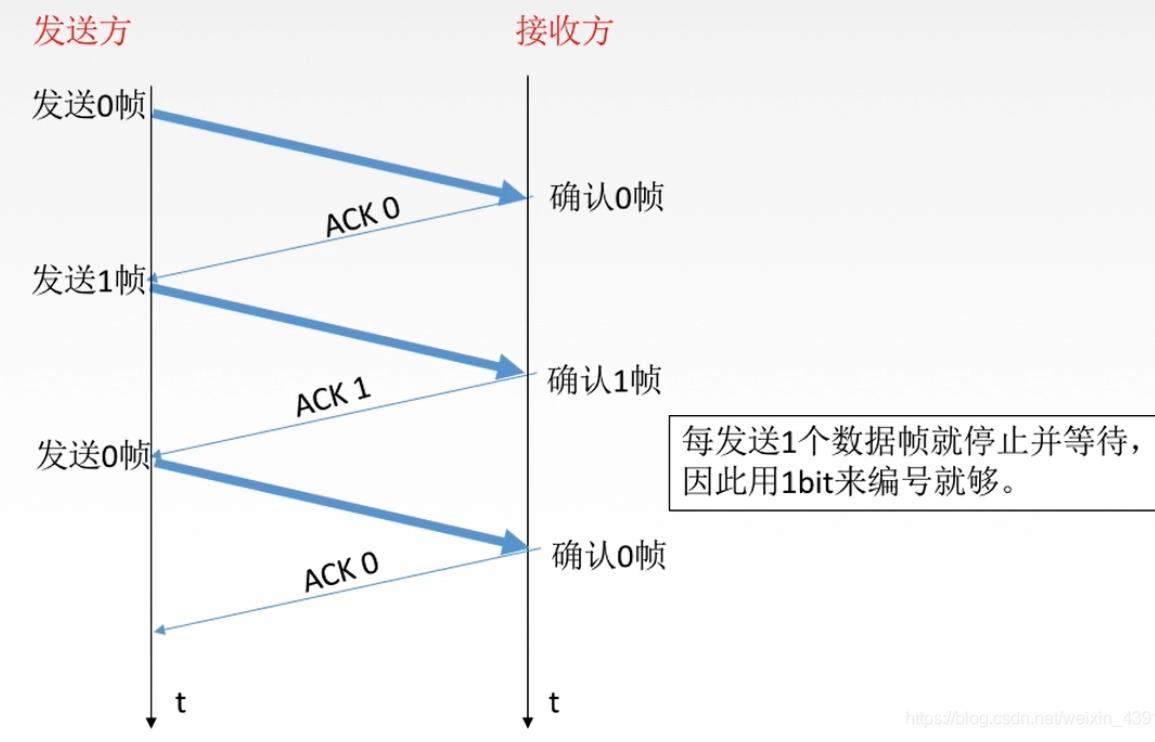 发送方
接收方
发送0帧
确认0帧
ACK 0
发送1帧
确认1帧
ACK 1
每发送1个数据帧就停止并等待，
因此用1bit来编号就够。
发送0帧
确认0帧
ACK 0
t
t
https://blog.csdn.net/weixin_439